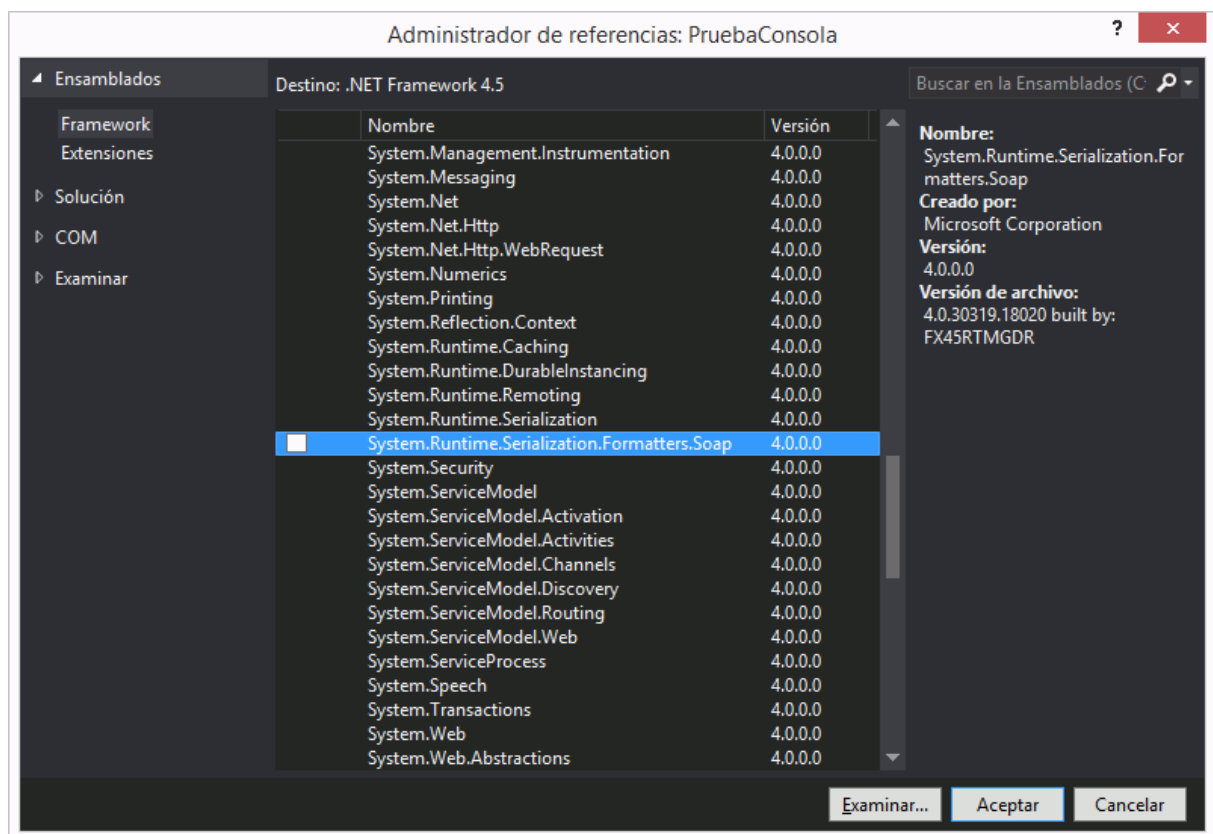 Administrador de referencias: PruebaConsola
?
Ensamblados
Framework
Extensiones
Solución
COM
Examinar
Destino: .NET Framework 4.5
Nombre Versión
System.Management.Instrumentation 4.0.0.0
System.Messaging 4.0.0.0
System.Net 4.0.0.0
System.Net.Http 4.0.0.0
System.Net.Http.WebRequest 4.0.0.0
System.Numerics 4.0.0.0
System.Printing 4.0.0.0
System.Reflection.Context 4.0.0.0
System.Runtime.Caching 4.0.0.0
System.Runtime.DurableInstancing 4.0.0.0
System.Runtime.Remoting 4.0.0.0
System.Runtime.Serialization 4.0.0.0
System.Runtime.Serialization.Formatters.Soap 4.0.0.0
System.Security 4.0.0.0
System.ServiceModel 4.0.0.0
System.ServiceModel.Activation 4.0.0.0
System.ServiceModel.Activities 4.0.0.0
System.ServiceModel.Channels 4.0.0.0
System.ServiceModel.Discovery 4.0.0.0
System.ServiceModel.Routing 4.0.0.0
System.ServiceModel.Web 4.0.0.0
System.ServiceProcess 4.0.0.0
System.Speech 4.0.0.0
System.Transactions 4.0.0.0
System.Web 4.0.0.0
System.Web.Abstractions 4.0.0.0
Buscar en la Ensamblados (C
Nombre:
System.Runtime.Serialization.For
matters.Soap
Creado por:
Microsoft Corporation
Versión:
4.0.0.0
Versión de archivo:
4.0.30319.18020 built by:
FX45RTMGDR
Examinar... Aceptar Cancelar